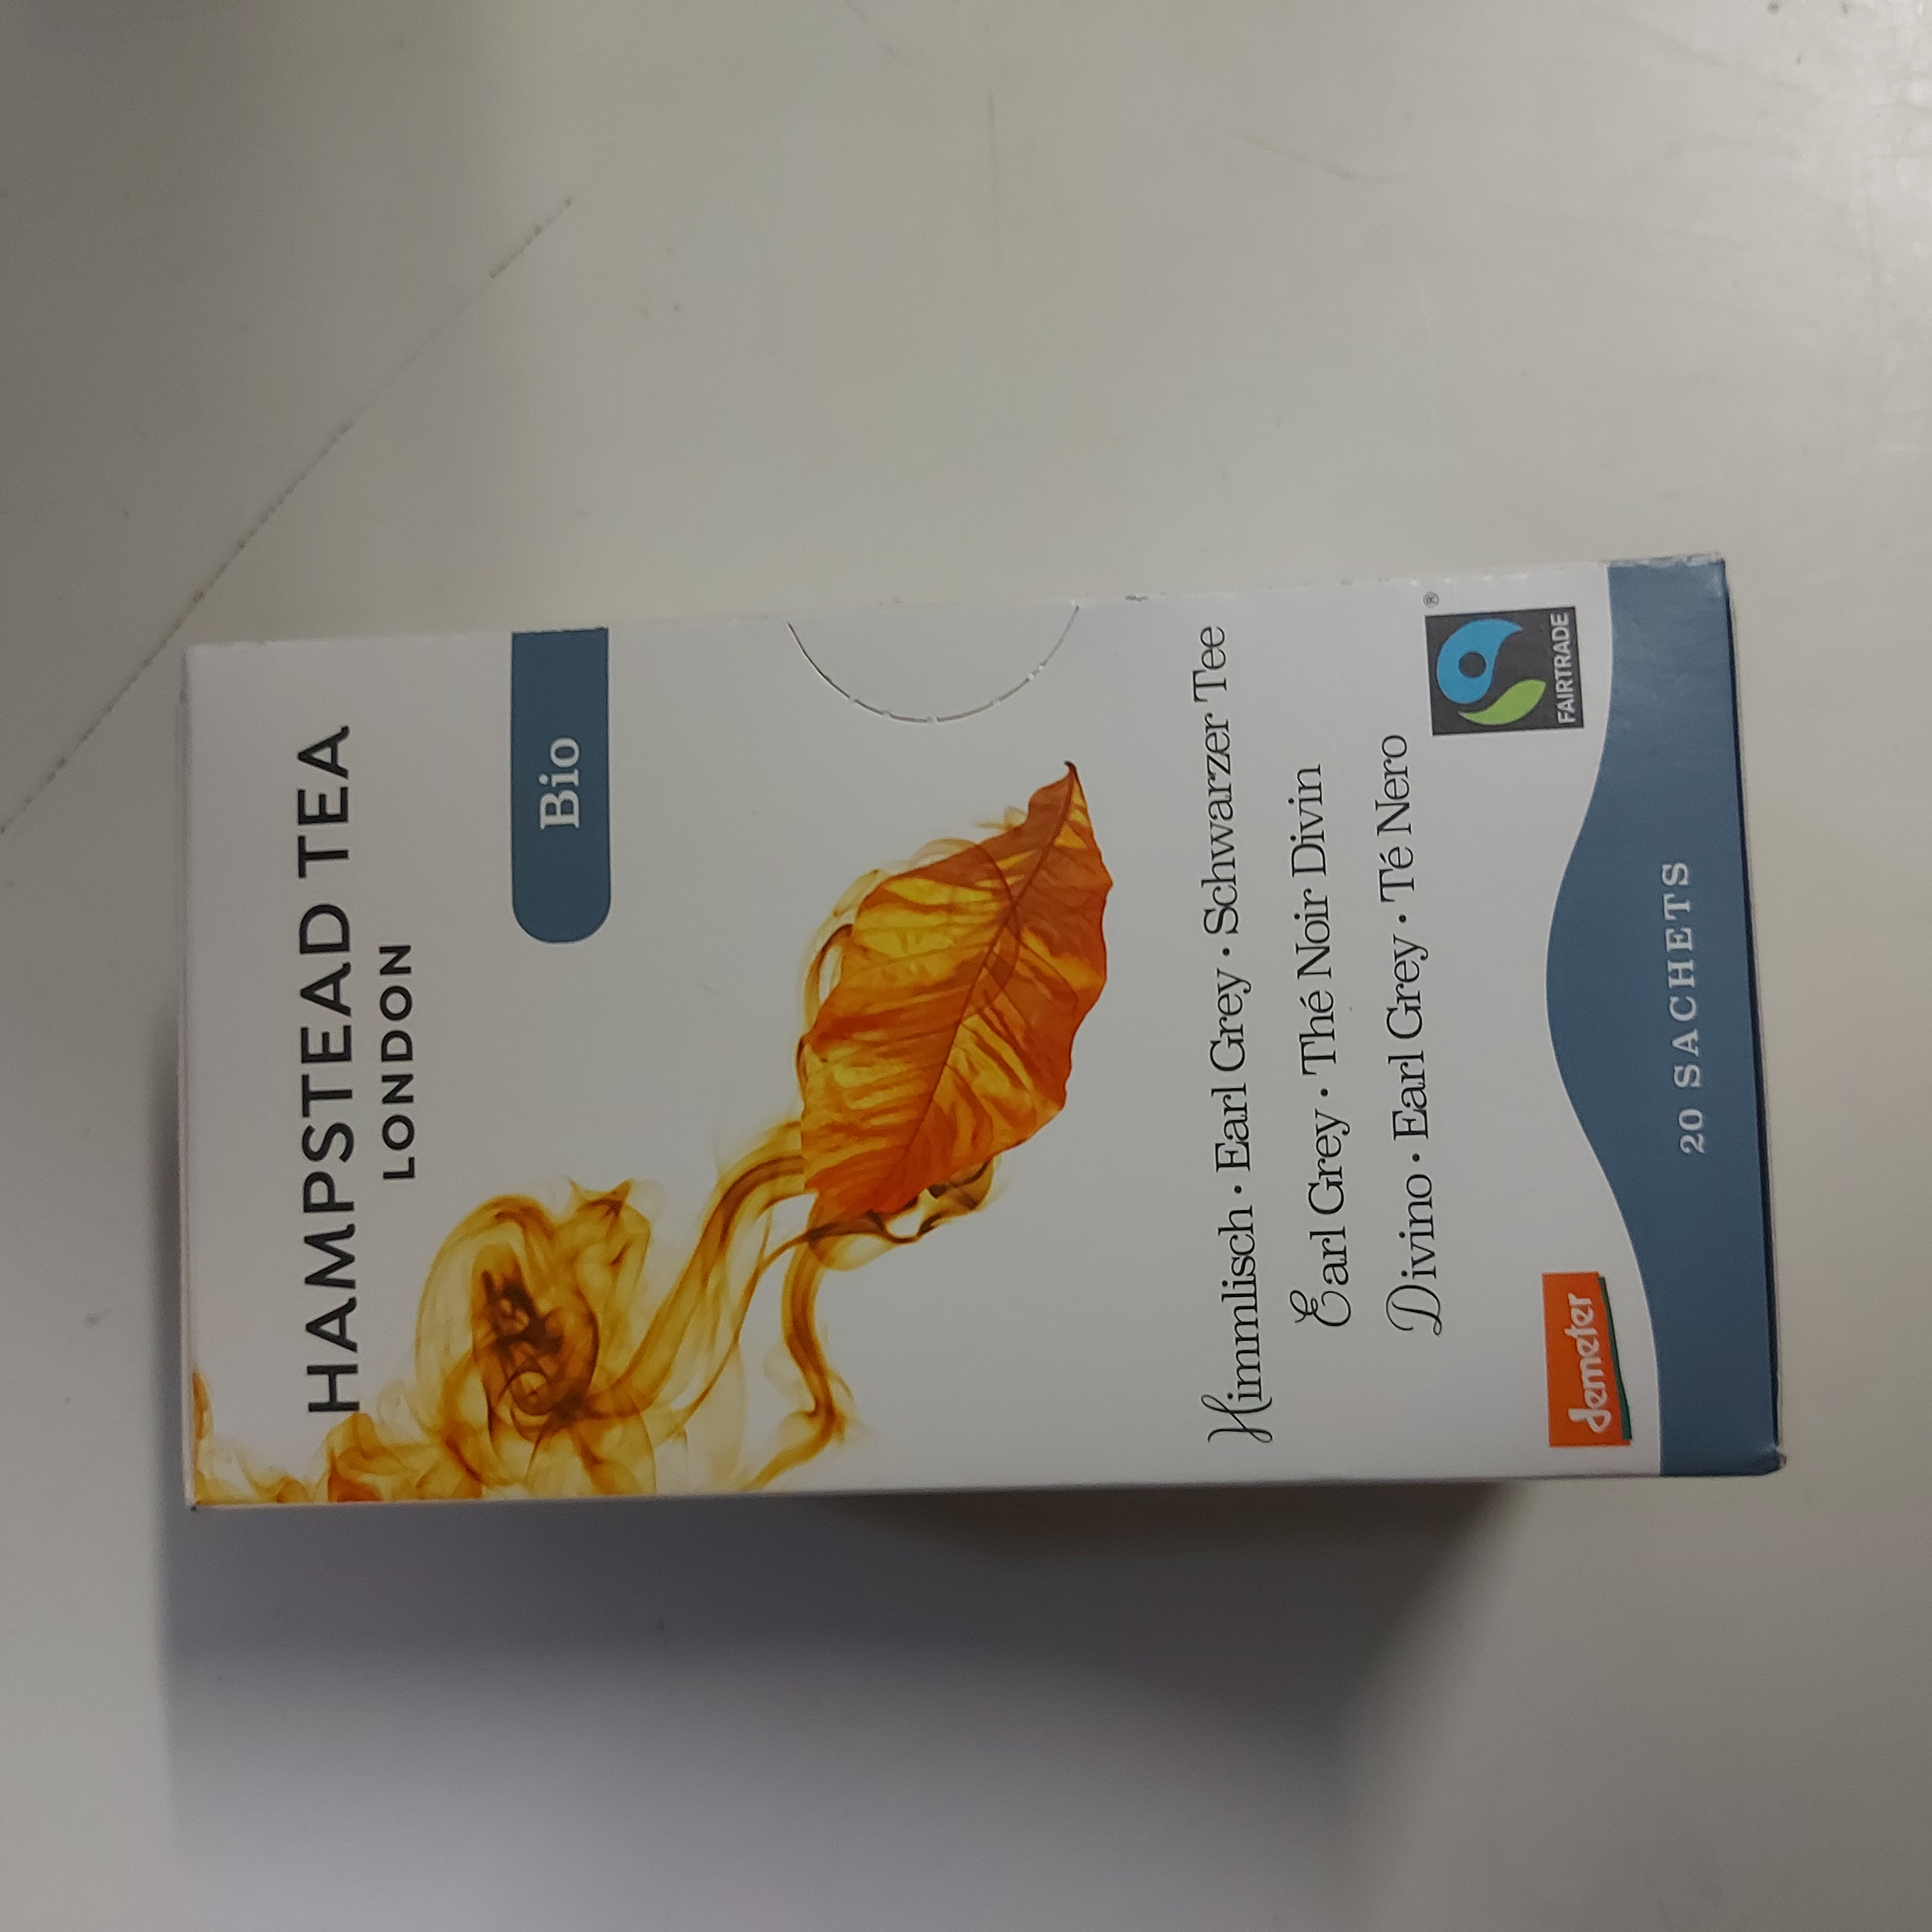 HAMPSTEAD TEA
LONDON
Bio
Himmlisch · Earl Grey · Schwarzer Tee
Earl Grey · Thé Noir Divin
Divino · Earl Grey · Té Nero
®
FAIRTRADE
demeter
20 SACHETS